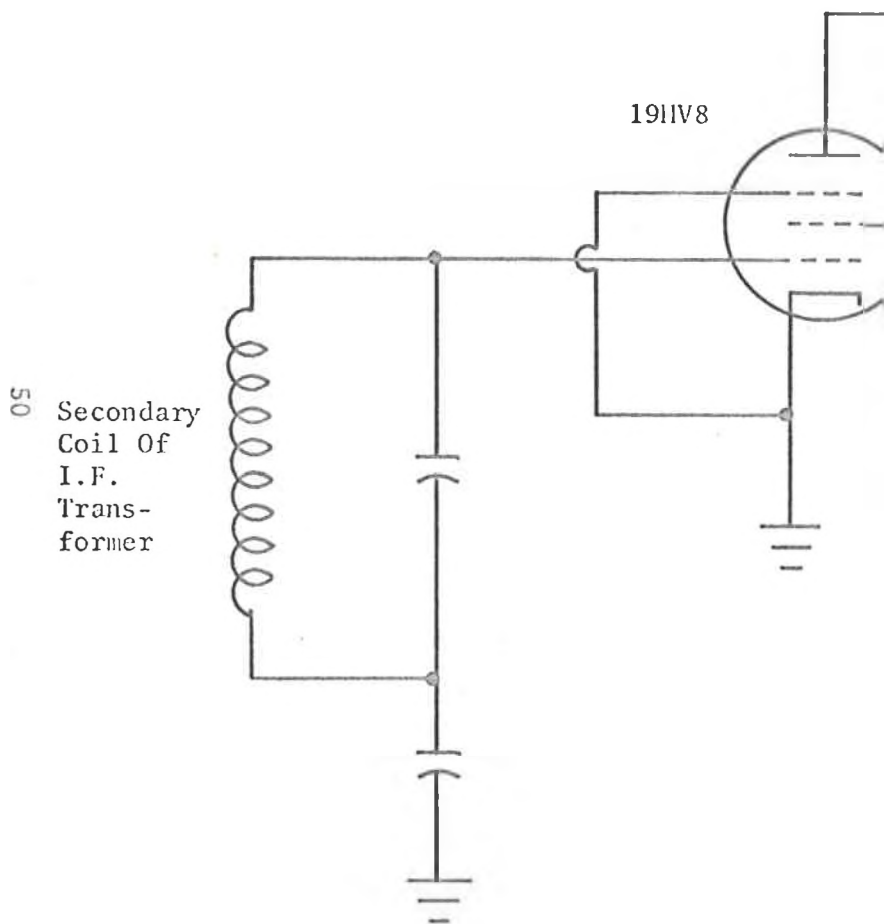 19HV8
50
Secondary
Coil Of
I.F.
Trans-
former